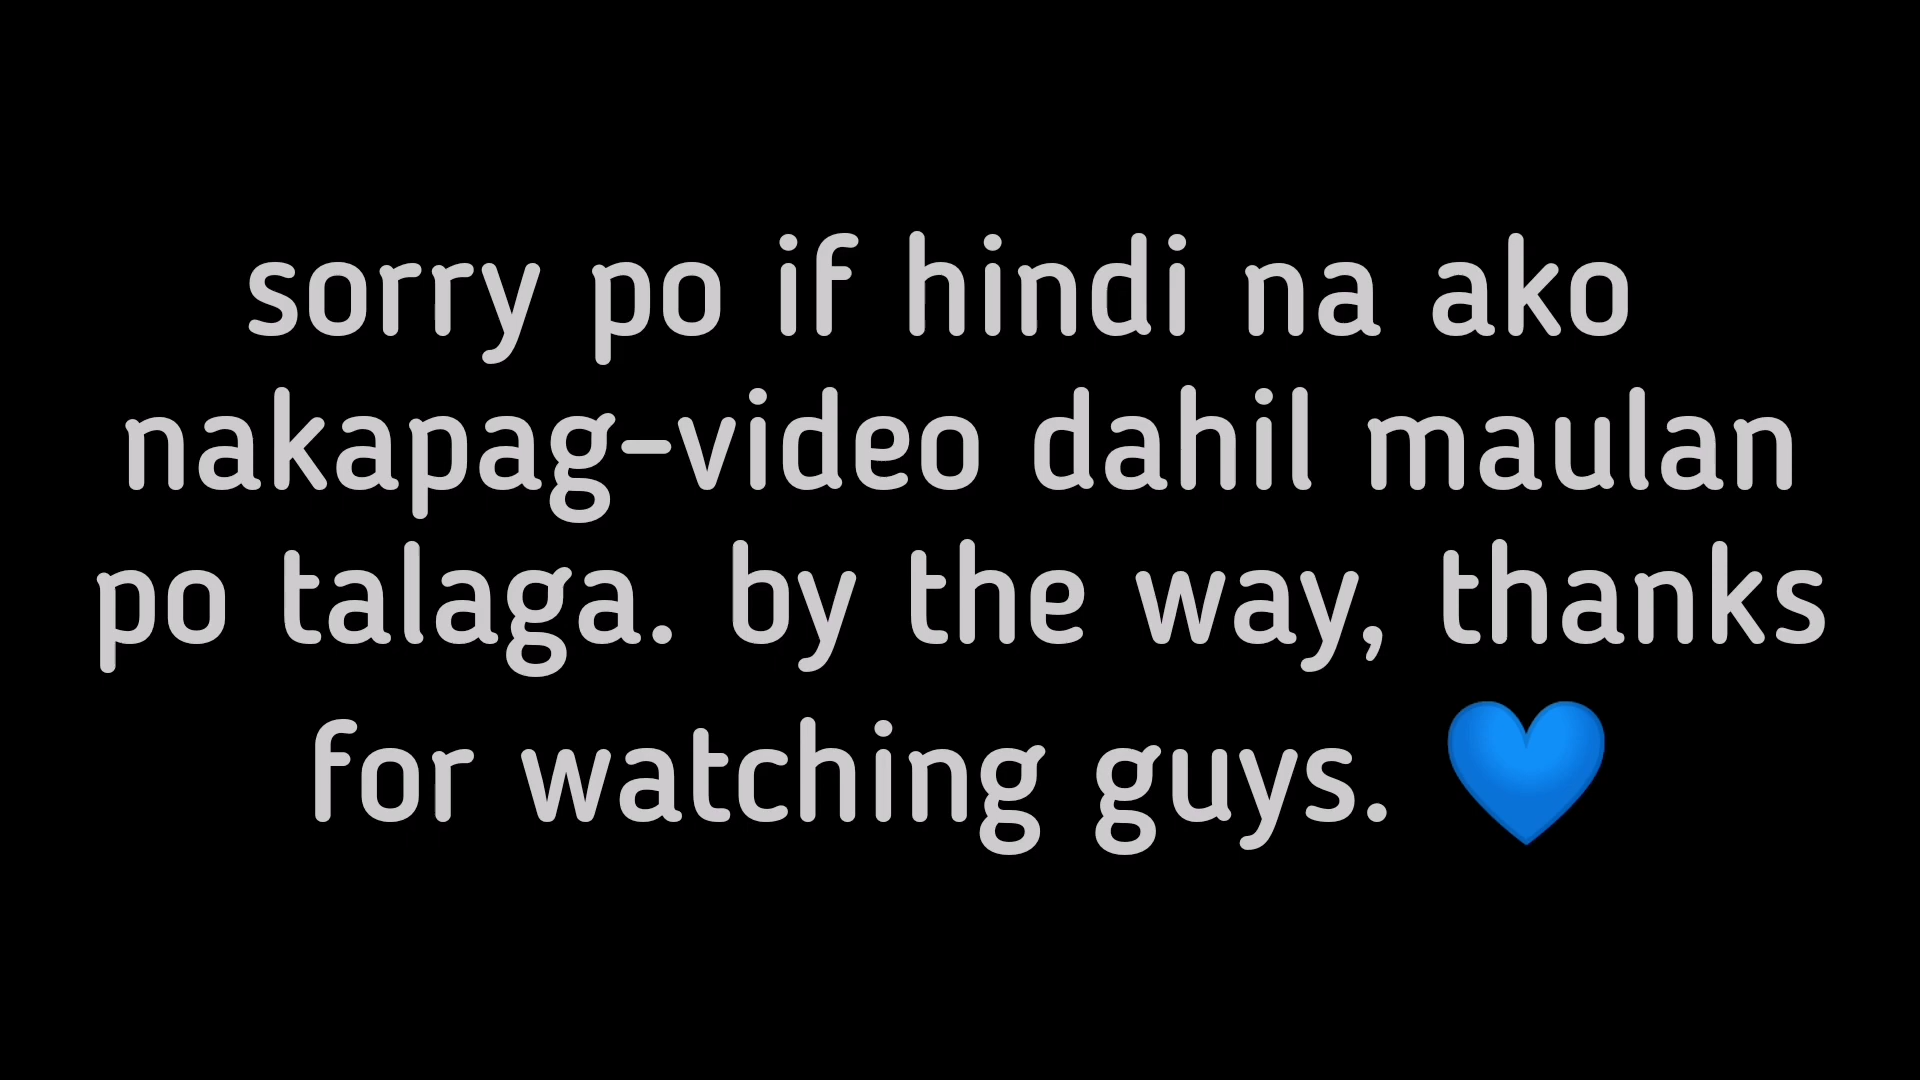 sorry po if hindi na ako
nakapag-video dahil maulan
po talaga. by the way, thanks
for watching guys. 💙